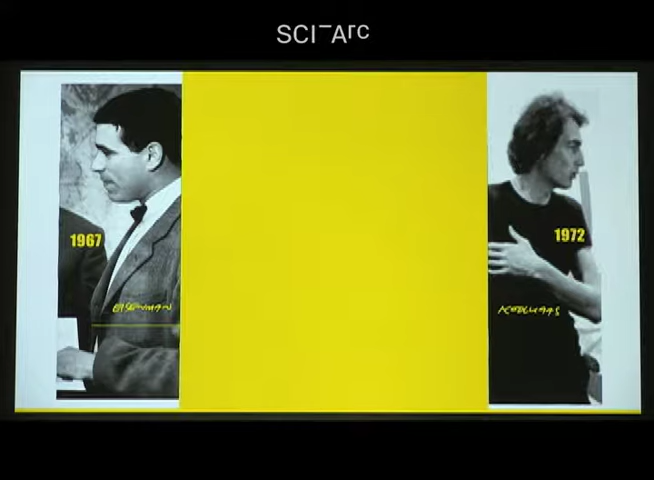 SCI-Arc
1967
EISENMAN
1972
KOOLHAAS